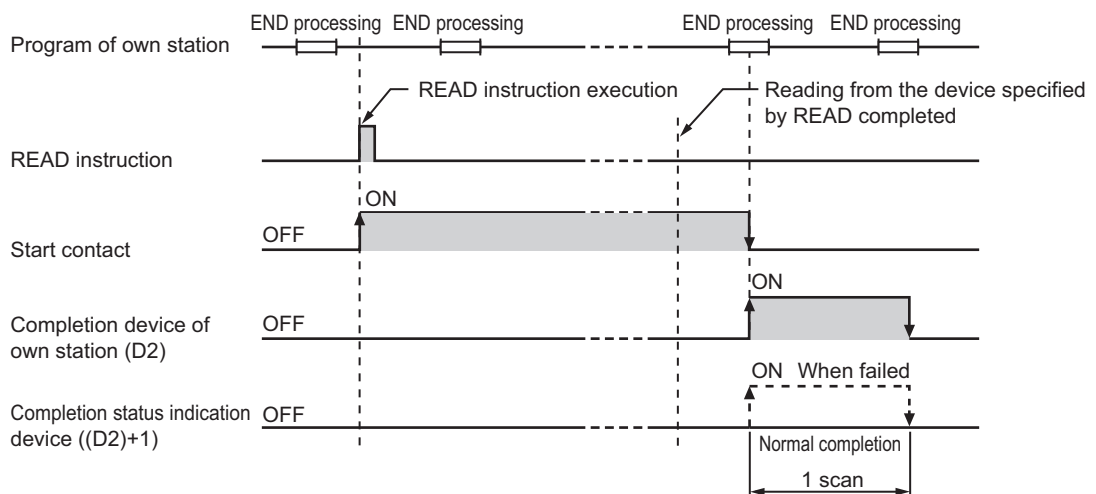 END processing END processing END processing END processing
Program of own station
READ instruction execution
Reading from the device specified
by READ completed
READ instruction
ON
OFF
Start contact
ON
OFF
Completion device of
own station (D2)
ON When failed
OFF
Completion status indication
device ((D2)+1)
Normal completion
1 scan